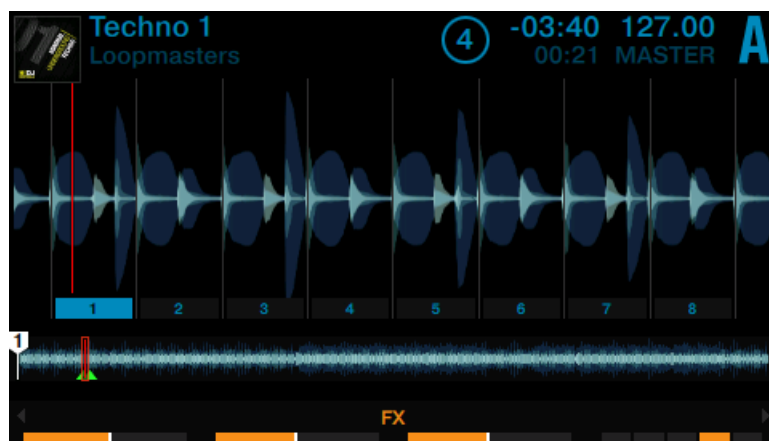 Techno 1
Loopmasters
4
-03:40 127.00
00:21 MASTER
A
1 2 3 4 5 6 7 8
1
FX